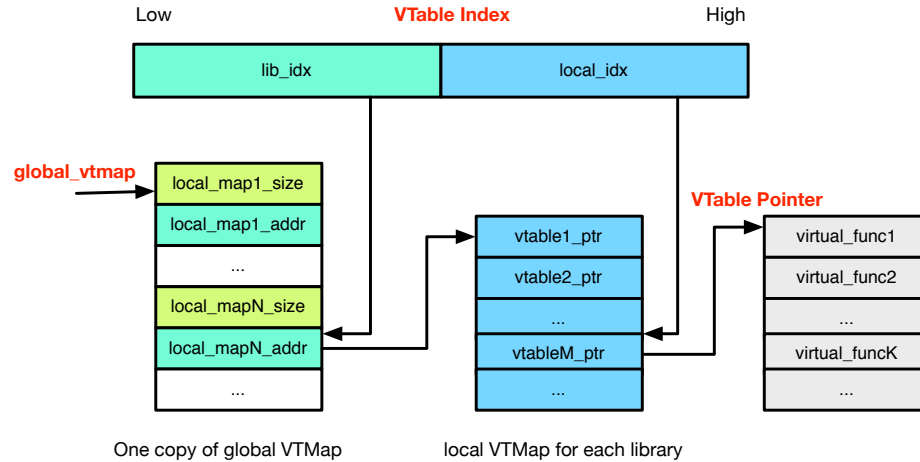 Low
VTable Index
High
lib_idx
local_idx
global_vtmap
local_map1_size
local_map1_addr
...
local_mapN_size
local_mapN_addr
...
One copy of global VTMap
vtable1_ptr
vtable2_ptr
...
vtableM_ptr
...
local VTMap for each library
VTable Pointer
virtual_func1
virtual_func2
...
virtual_funcK
...